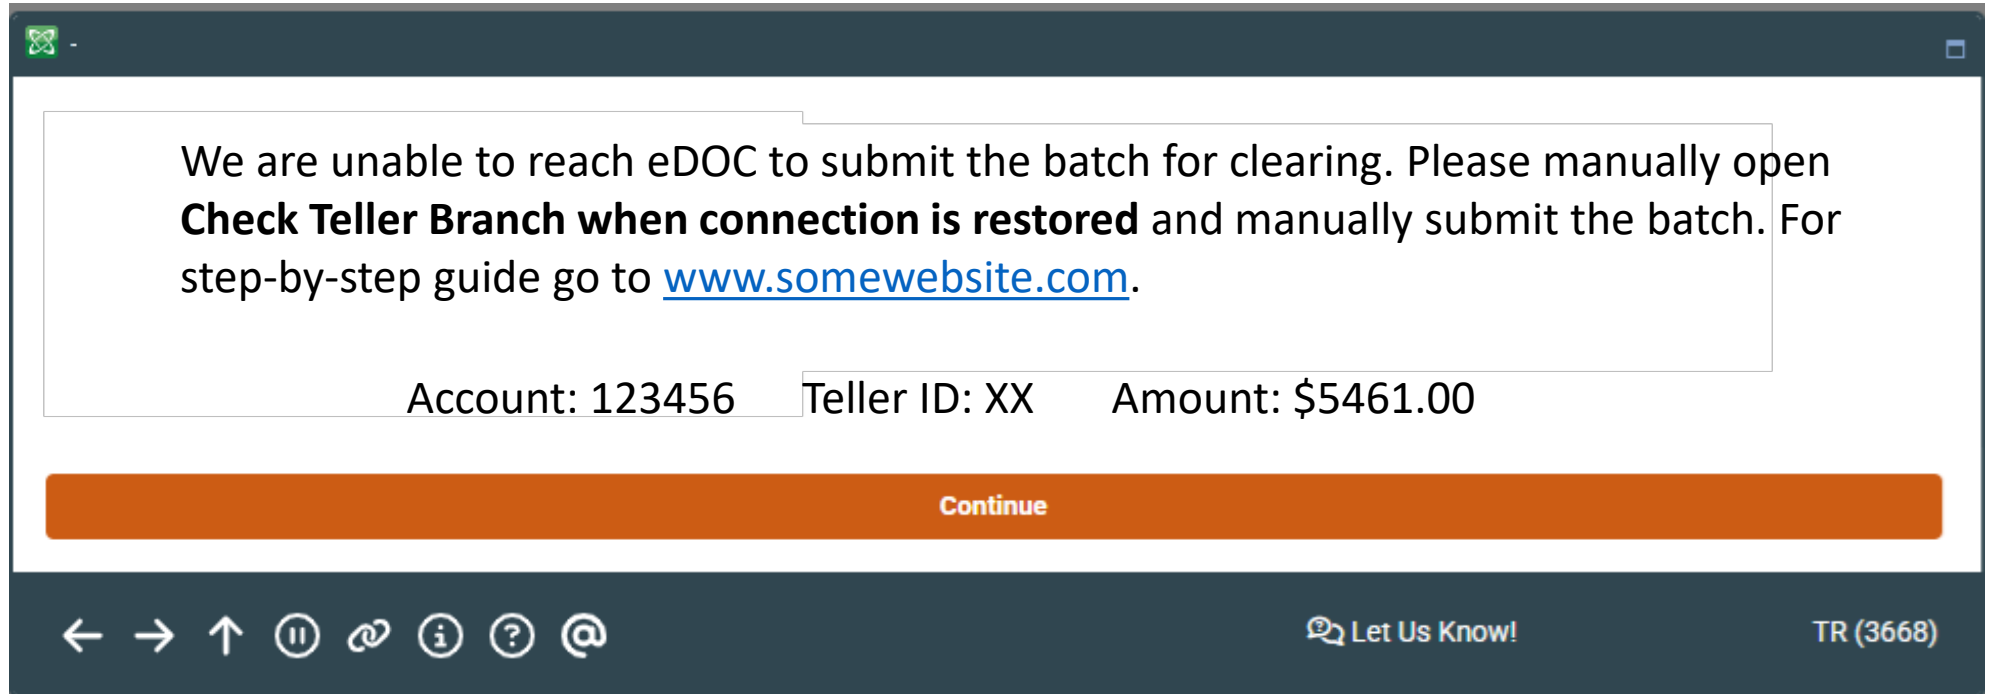 -
We are unable to reach eDOC to submit the batch for clearing. Please manually open
Check Teller Branch when connection is restored and manually submit the batch. For
step-by-step guide go to www.somewebsite.com.
Account: 123456 Teller ID: XX Amount: $5461.00
Continue
Let Us Know! TR (3668)